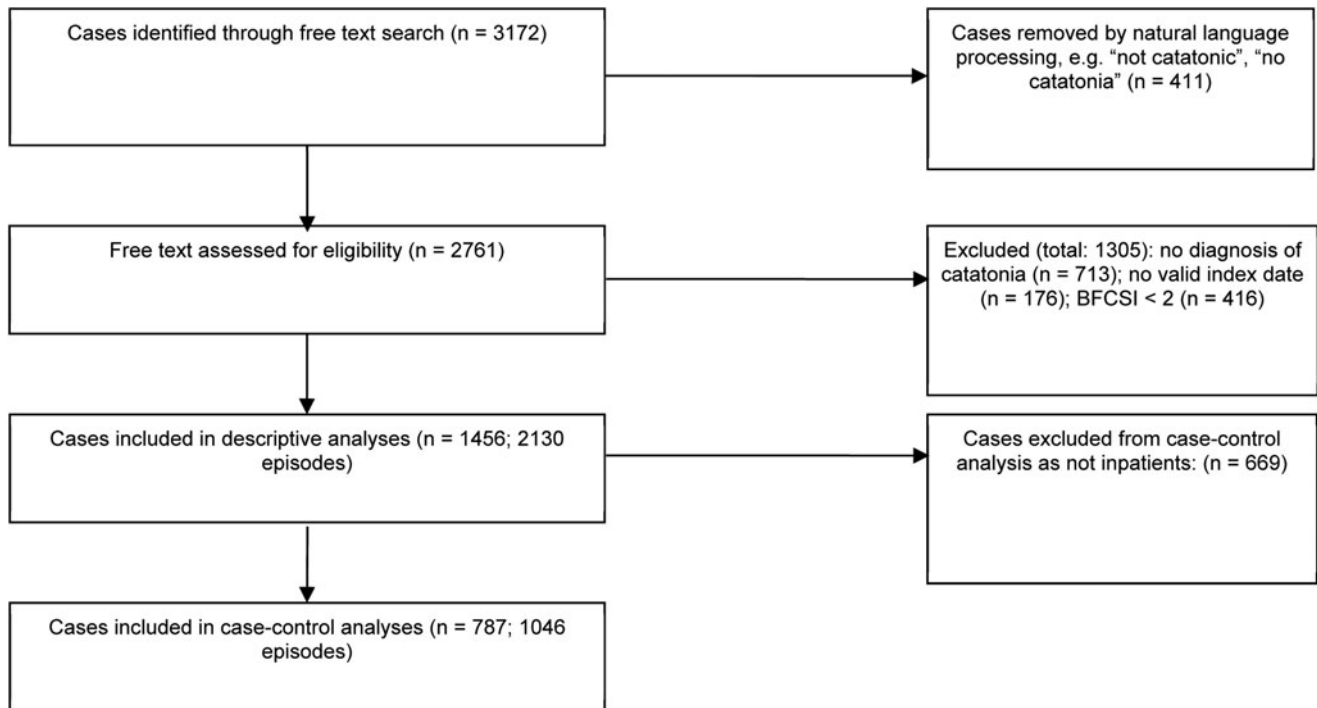 Cases identified through free text search (n = 3172)
Cases removed by natural language
processing, e.g. “not catatonic”, “no
catatonia” (n = 411)
Free text assessed for eligibility (n = 2761)
Excluded (total: 1305): no diagnosis of
catatonia (n = 713); no valid index date
(n = 176); BFCSI < 2 (n = 416)
Cases included in descriptive analyses (n = 1456; 2130
episodes)
Cases excluded from case-control
analysis as not inpatients: (n = 669)
Cases included in case-control analyses (n = 787; 1046
episodes)